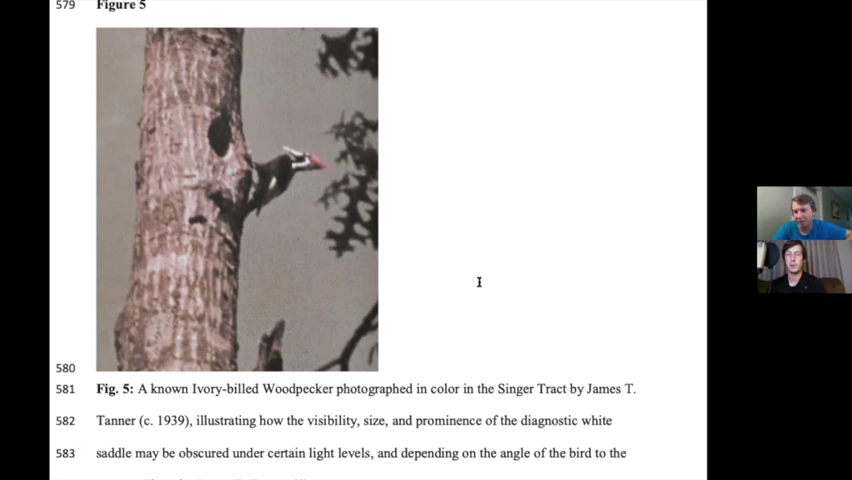 579 Figure 5
580
581 Fig. 5: A known Ivory-billed Woodpecker photographed in color in the Singer Tract by James T.
582 Tanner (c. 1939), illustrating how the visibility, size, and prominence of the diagnostic white
583 saddle may be obscured under certain light levels, and depending on the angle of the bird to the